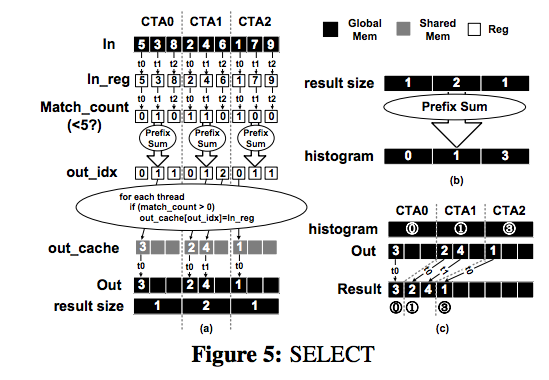 CTA0 CTA1 CTA2
In 5 3 8 2 4 6 1 7 9
t0 t1 t2 t0 t1 t2 t0 t1 t2
In_reg 5 3 8 2 4 6 1 7 9
t0 t1 t2 t0 t1 t2 t0 t1 t2
Match_count 0 1 0 1 1 0 1 0 0
(<5?)
Prefix Prefix Prefix
Sum Sum Sum
out_idx 0 1 1 0 1 2 0 1 1
for each thread
if (match_count > 0)
out_cache[out_idx]=In_reg
out_cache 3 2 4 1
t0 t0 t1 t0
Out 3 2 4 1
result size 1 2 1
(a)
Global Mem
Shared Mem
Reg
result size 1 2 1
Prefix Sum
histogram 0 1 3
(b)
CTA0 CTA1 CTA2
histogram ⓪ ① ③
Out 3 2 4 1
t0 t0 t1 t0
Result 3 2 4 1
⓪ ① ③
(c)
Figure 5: SELECT